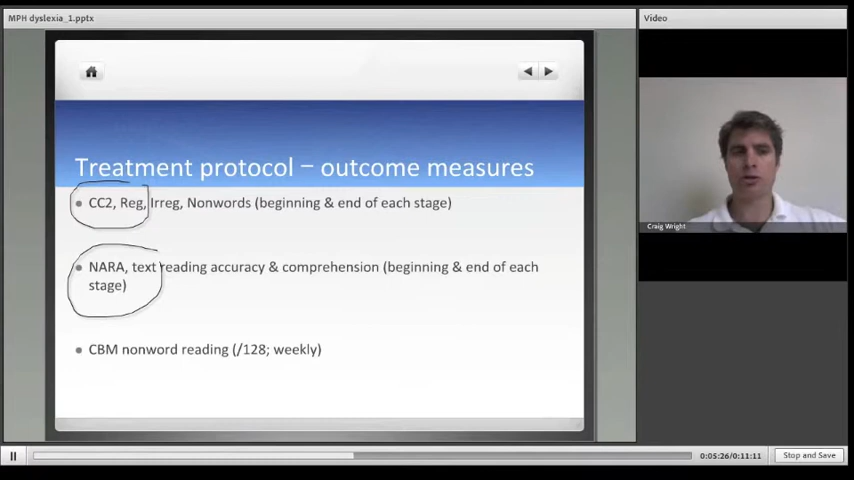 MPH dyslexia_1.pptx
Video
Treatment protocol – outcome measures
CC2, Reg, Irreg, Nonwords (beginning & end of each stage)
Craig Wright
NARA, text reading accuracy & comprehension (beginning & end of each
stage)
CBM nonword reading (/128; weekly)
0:05:26/0:11:11
Stop and Save